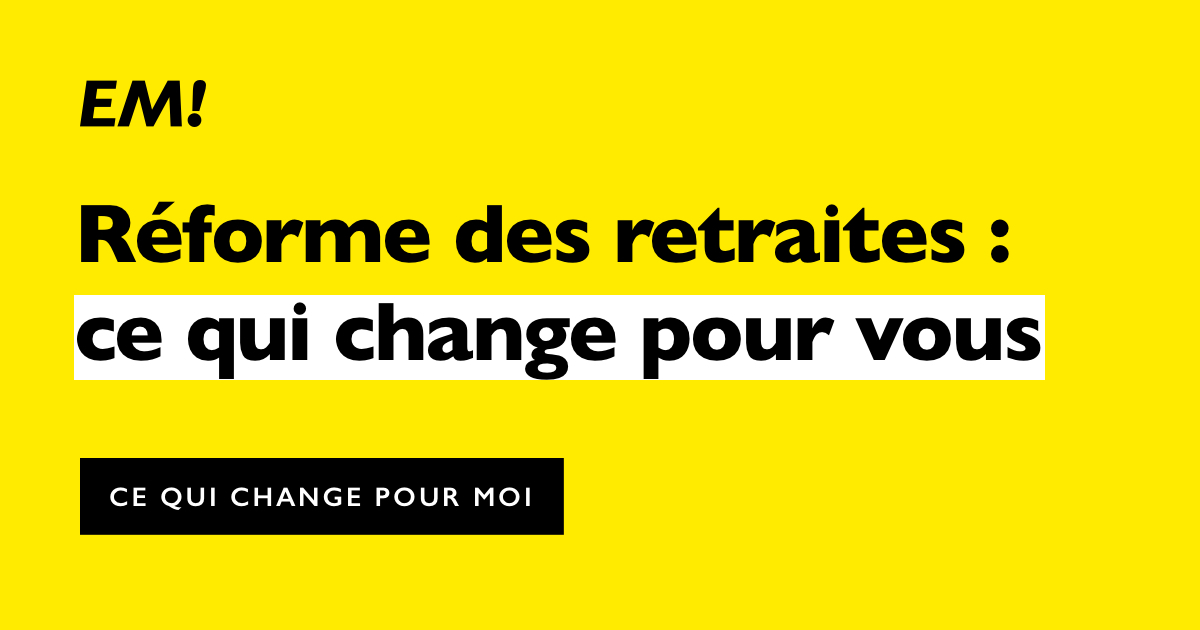 EM!
Réforme des retraites :
ce qui change pour vous
CE QUI CHANGE POUR MOI